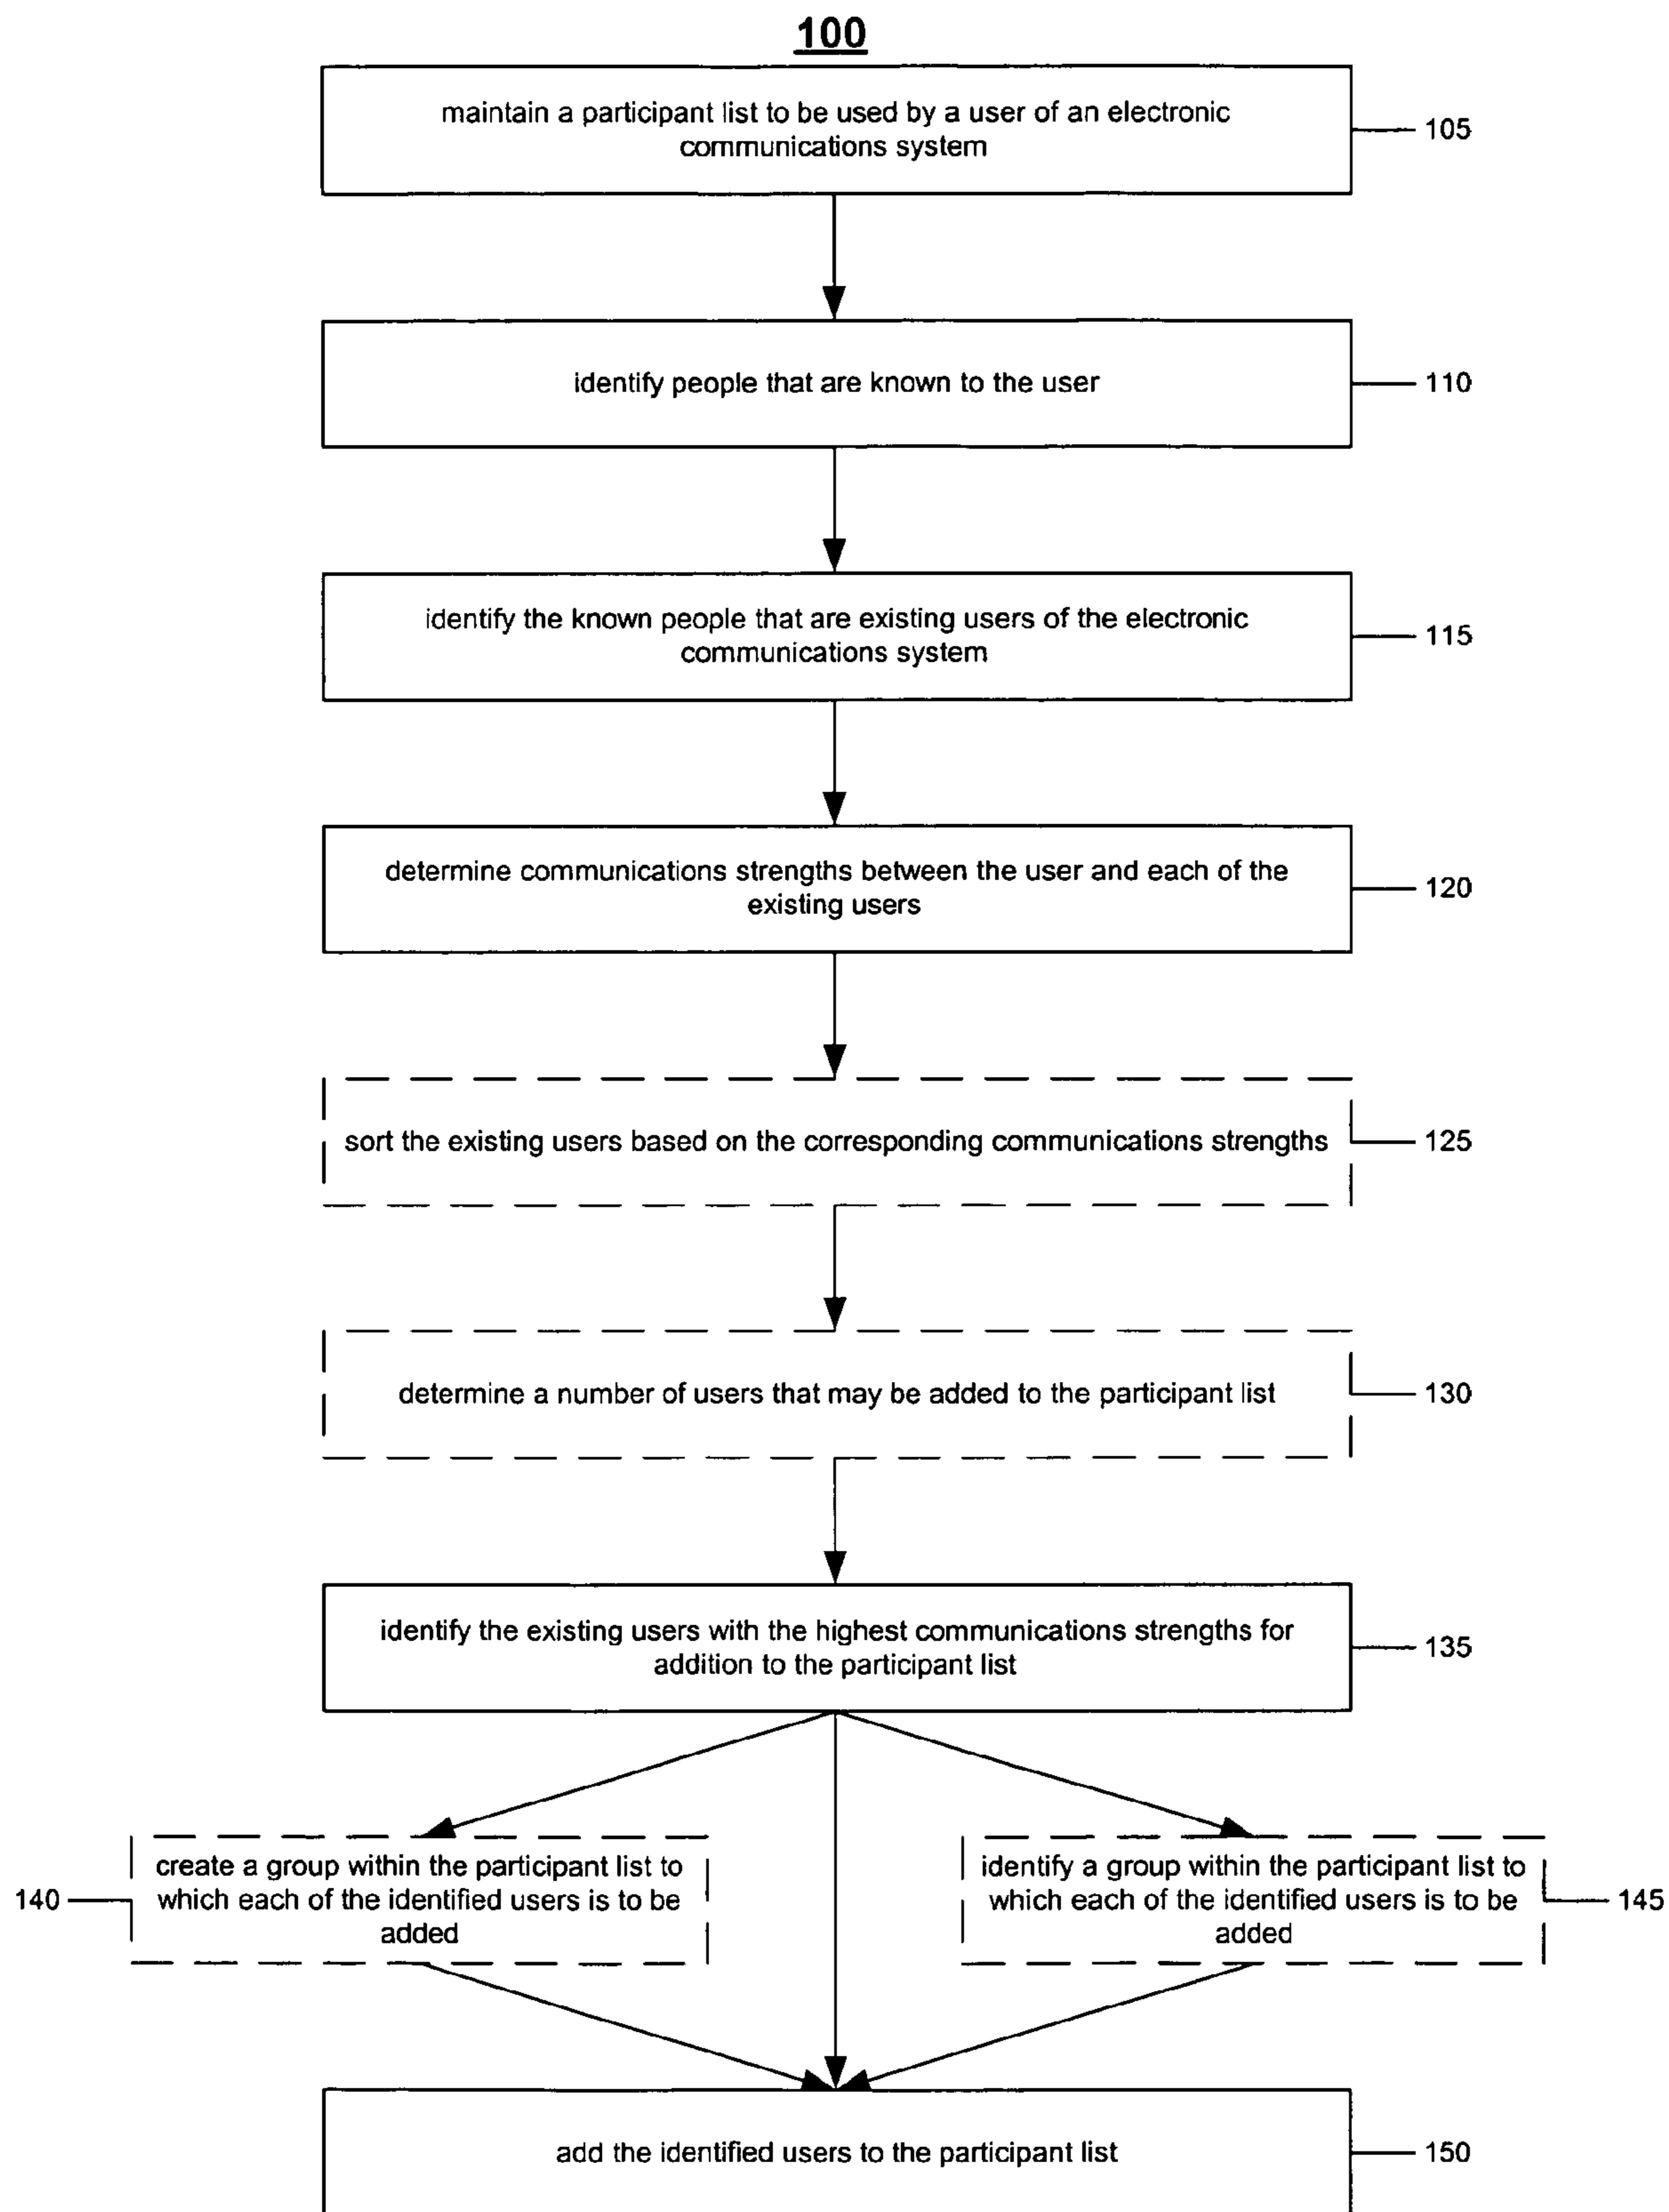 100
maintain a participant list to be used by a user of an electronic
communications system
105
identify people that are known to the user
110
identify the known people that are existing users of the electronic
communications system
115
determine communications strengths between the user and each of the
existing users
120
sort the existing users based on the corresponding communications strengths
125
determine a number of users that may be added to the participant list
130
identify the existing users with the highest communications strengths for
addition to the participant list
135
140
create a group within the participant list to
which each of the identified users is to be
added
identify a group within the participant list to
which each of the identified users is to be
added
145
add the identified users to the participant list
150